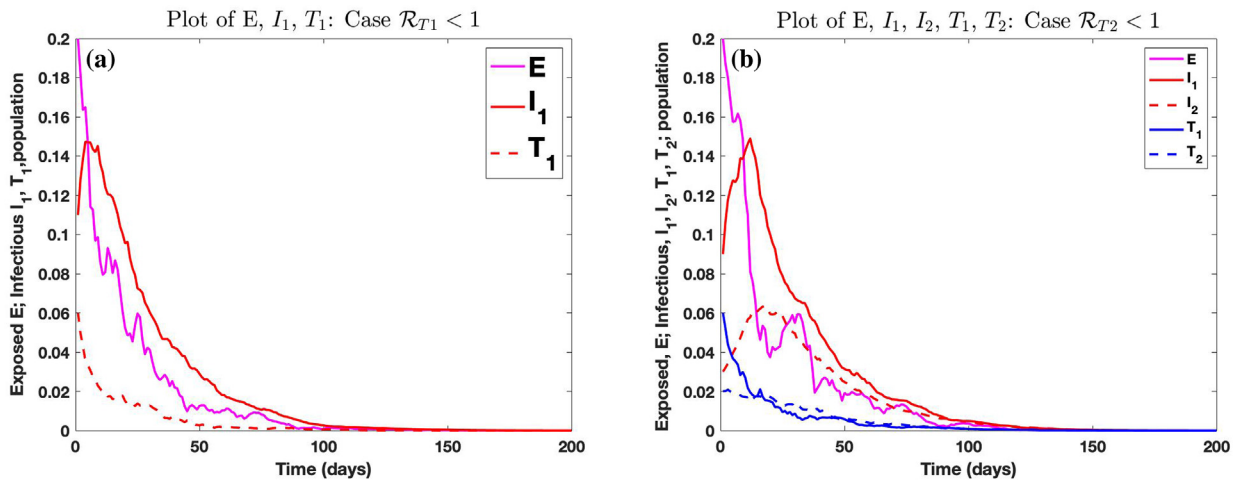 Plot of E, I₁, T₁: Case ℛ_T1 < 1
(a)
E
I₁
T₁
Exposed E; Infectious I₁, T₁,population
0.2
0.18
0.16
0.14
0.12
0.1
0.08
0.06
0.04
0.02
0
0 50 100 150 200
Time (days)
Plot of E, I₁, I₂, T₁, T₂: Case ℛ_T2 < 1
(b)
E
I₁
I₂
T₁
T₂
Exposed, E; Infectious, I₁, I₂, T₁, T₂; population
0.2
0.18
0.16
0.14
0.12
0.1
0.08
0.06
0.04
0.02
0
0 50 100 150 200
Time (days)